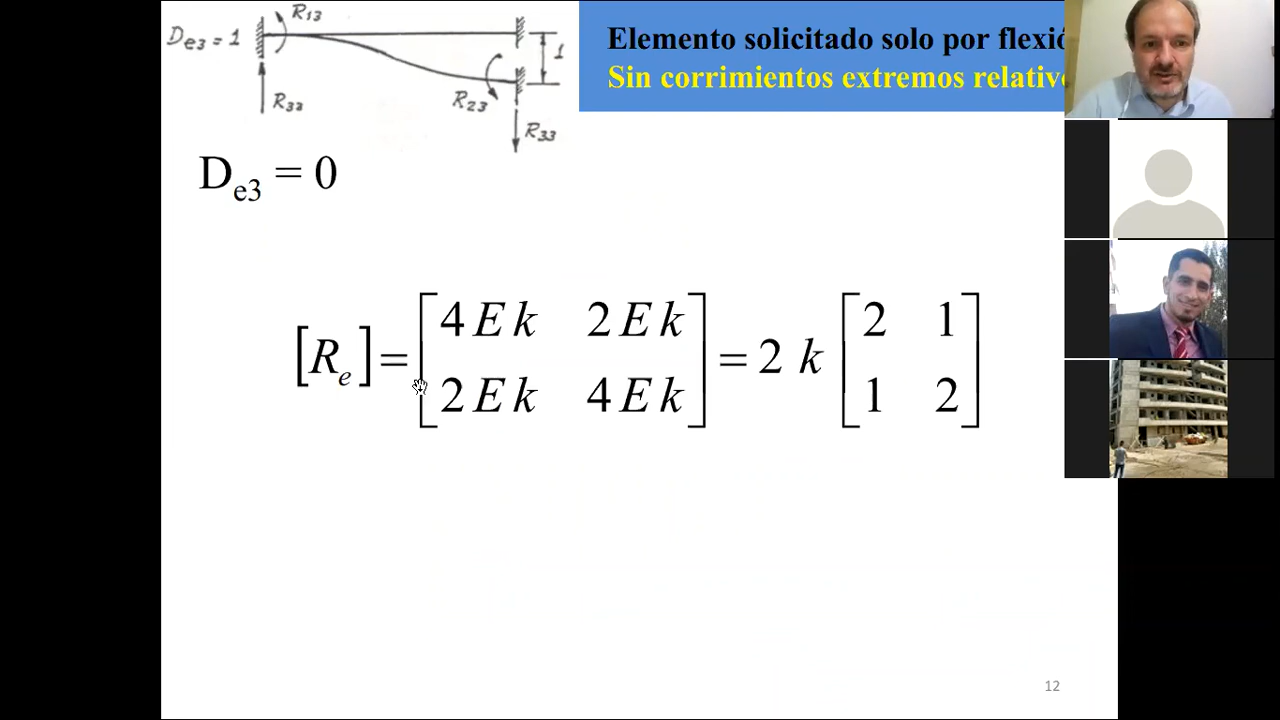 D_e3 = 1
R_13
R_33
R_23
1
R_33
Elemento solicitado solo por flexió
Sin corrimientos extremos relativo
D_e3 = 0
[R_e] = [4 E k 2 E k; 2 E k 4 E k] = 2 k [2 1; 1 2]
12